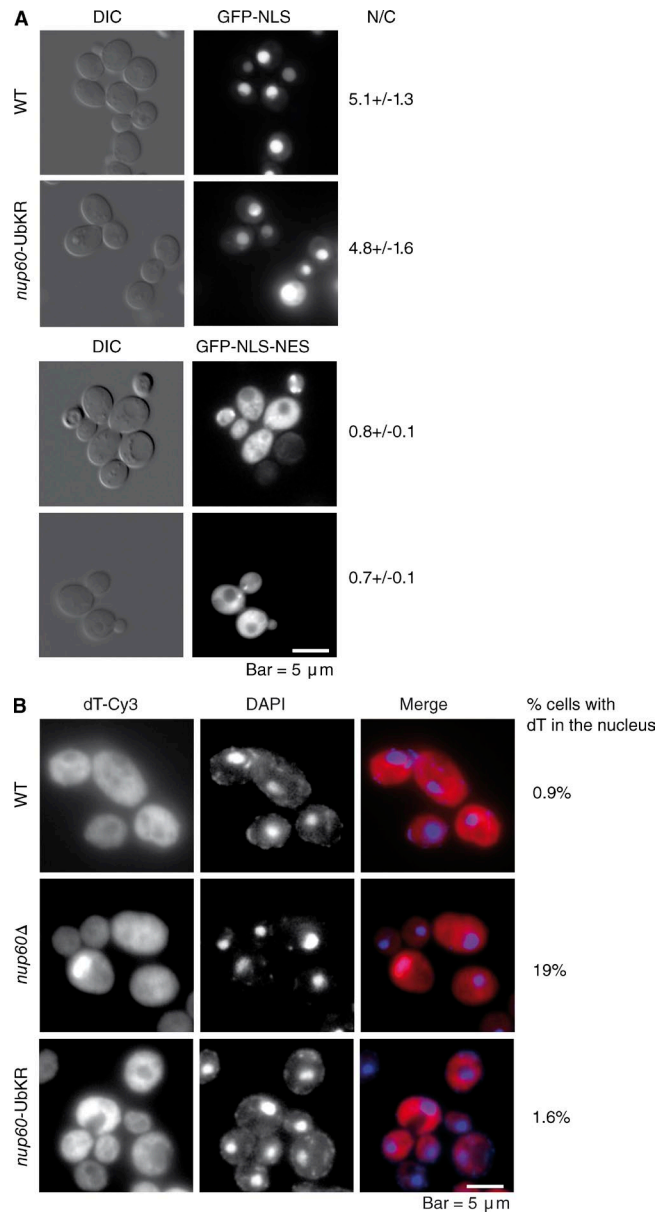 A
DIC GFP-NLS N/C
WT 5.1+/-1.3
nup60-UbKR 4.8+/-1.6
DIC GFP-NLS-NES
0.8+/-0.1
0.7+/-0.1
Bar = 5 µm
B dT-Cy3 DAPI Merge % cells with
dT in the nucleus
WT 0.9%
nup60Δ 19%
nup60-UbKR 1.6%
Bar = 5 µm